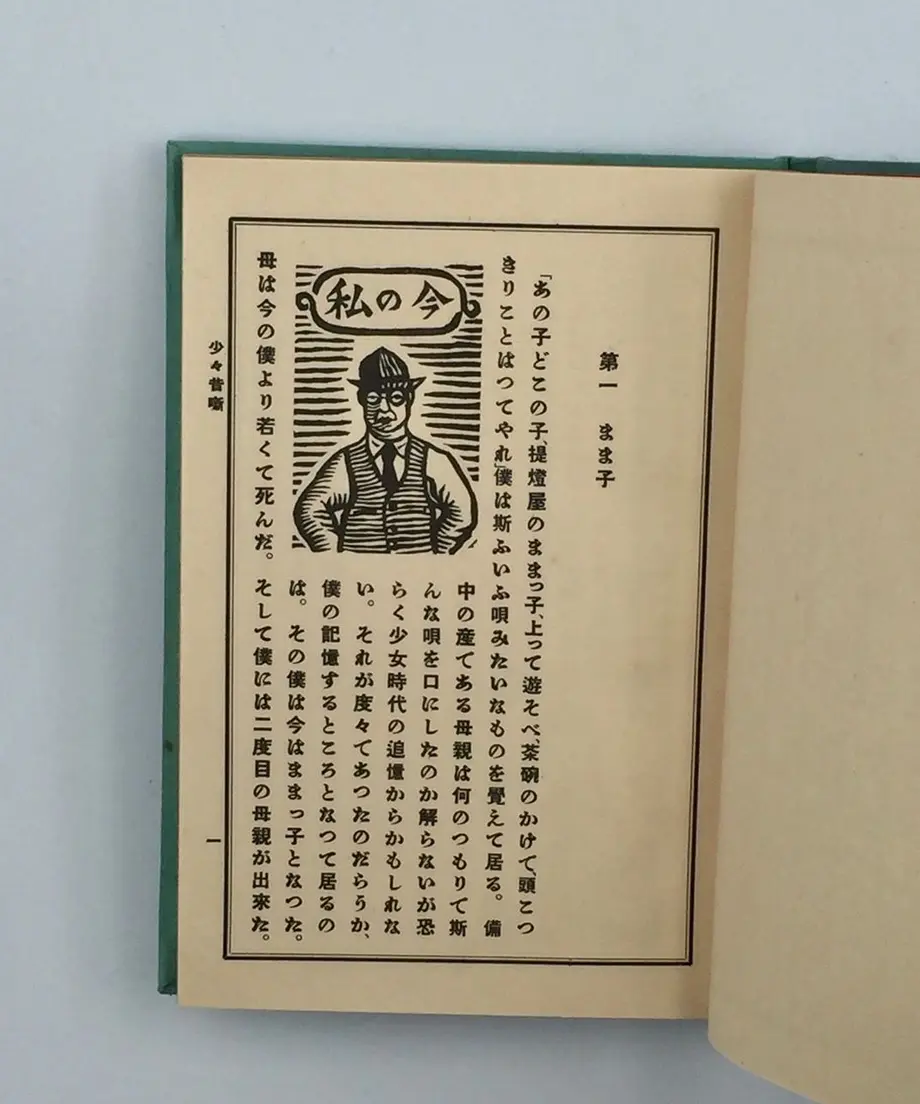 第一　まま子
「あの子どこの子、提燈屋のままっ子、上って遊そべ、茶碗のかけで、頭こつ
きりことはつてやれ」僕は斯ふいふ唄みたいなものを覺えて居る。備
中の産てある母親は何のつもりて斯
んな唄を口にしたのか解らないが恐
らく少女時代の追憶からかもしれな
い。それが度々であつたのだらうか、
僕の記憶するところとなつて居るの
は。その僕は今はままっ子となつた。
今の私
母は今の僕より若くて死んだ。そして僕には二度目の母親が出來た。
少々昔噺
一